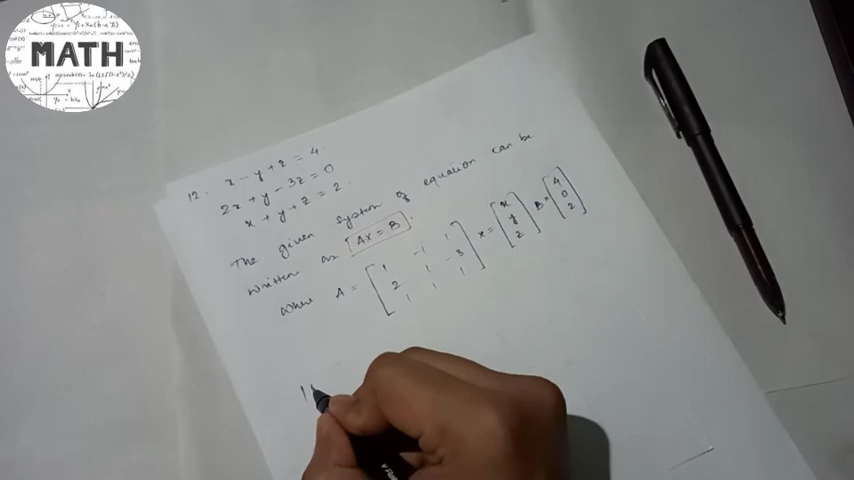 MATH
12. x - y + z = 4.
2x + y - 3z = 0
x + y + z = 2.
The given system of equation can be
written as AX = B.
where A = [1 -1 1 X = [x B = [4
2 1 -3 y 0
1 1 1] z] 2]